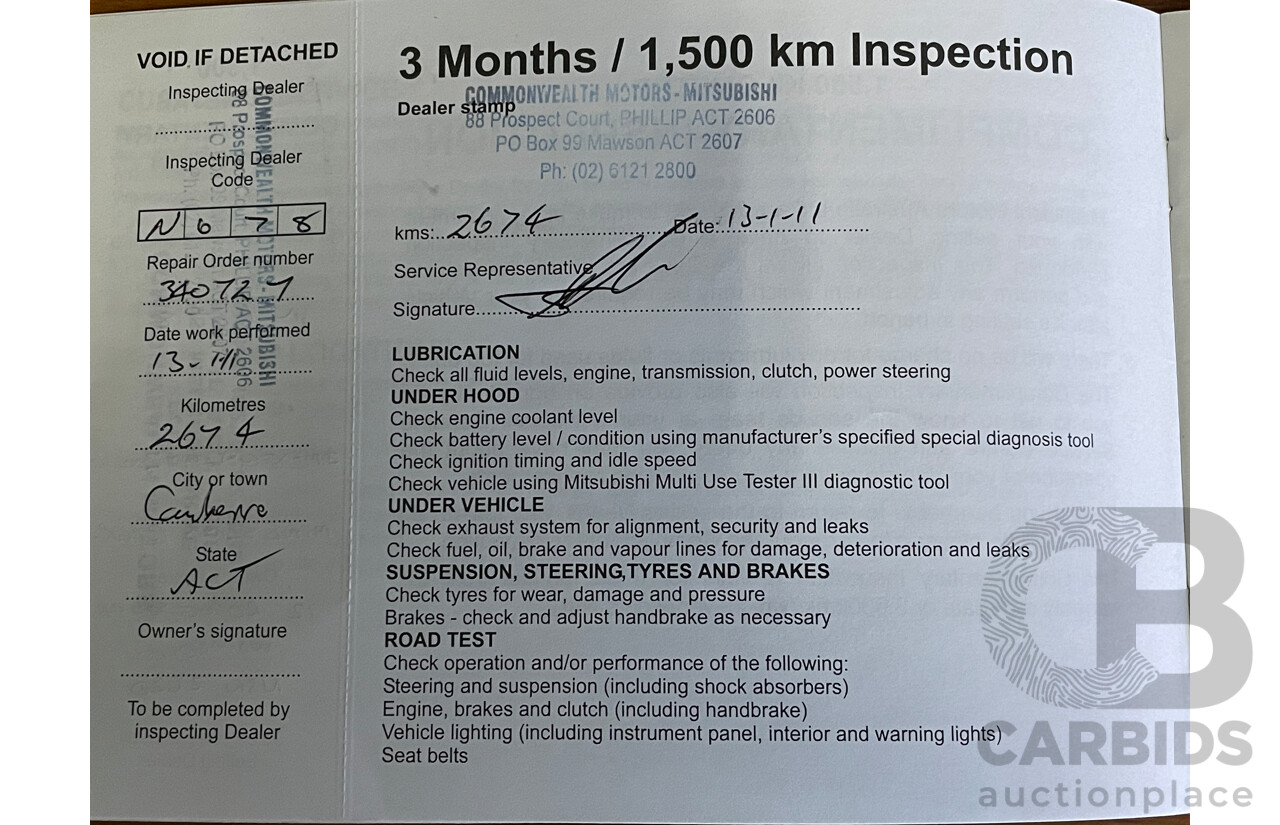 VOID IF DETACHED
Inspecting Dealer
COMMONWEALTH MOTORS - MITSUBISHI
Inspecting Dealer
Code
N 6 7 8
Repair Order number
340727
Date work performed
Kilometres
2674
City or town
State
ACT
Owner's signature
To be completed by
inspecting Dealer
3 Months / 1,500 km Inspection
Dealer stamp
COMMONWEALTH MOTORS - MITSUBISHI
88 Prospect Court, PHILLIP ACT 2606
PO Box 99 Mawson ACT 2607
Ph: (02) 6121 2800
kms: 2674 Date: 13-1-11
Service Representative
Signature
LUBRICATION
Check all fluid levels, engine, transmission, clutch, power steering
UNDER HOOD
Check engine coolant level
Check battery level / condition using manufacturer's specified special diagnosis tool
Check ignition timing and idle speed
Check vehicle using Mitsubishi Multi Use Tester III diagnostic tool
UNDER VEHICLE
Check exhaust system for alignment, security and leaks
Check fuel, oil, brake and vapour lines for damage, deterioration and leaks
SUSPENSION, STEERING,TYRES AND BRAKES
Check tyres for wear, damage and pressure
Brakes - check and adjust handbrake as necessary
ROAD TEST
Check operation and/or performance of the following:
Steering and suspension (including shock absorbers)
Engine, brakes and clutch (including handbrake)
Vehicle lighting (including instrument panel, interior and warning lights)
Seat belts
CB
CARBIDS
auctionplace